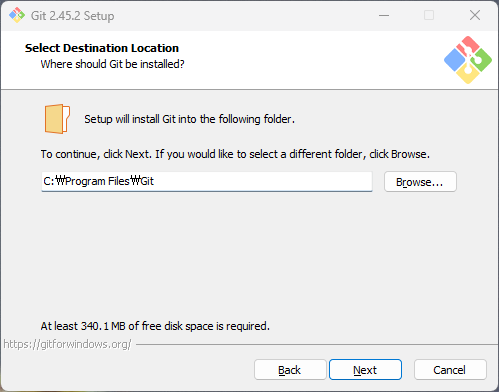 Git 2.45.2 Setup
Select Destination Location
Where should Git be installed?
Setup will install Git into the following folder.
To continue, click Next. If you would like to select a different folder, click Browse.
C:₩Program Files₩Git
Browse...
At least 340.1 MB of free disk space is required.
https://gitforwindows.org/
Back
Next
Cancel